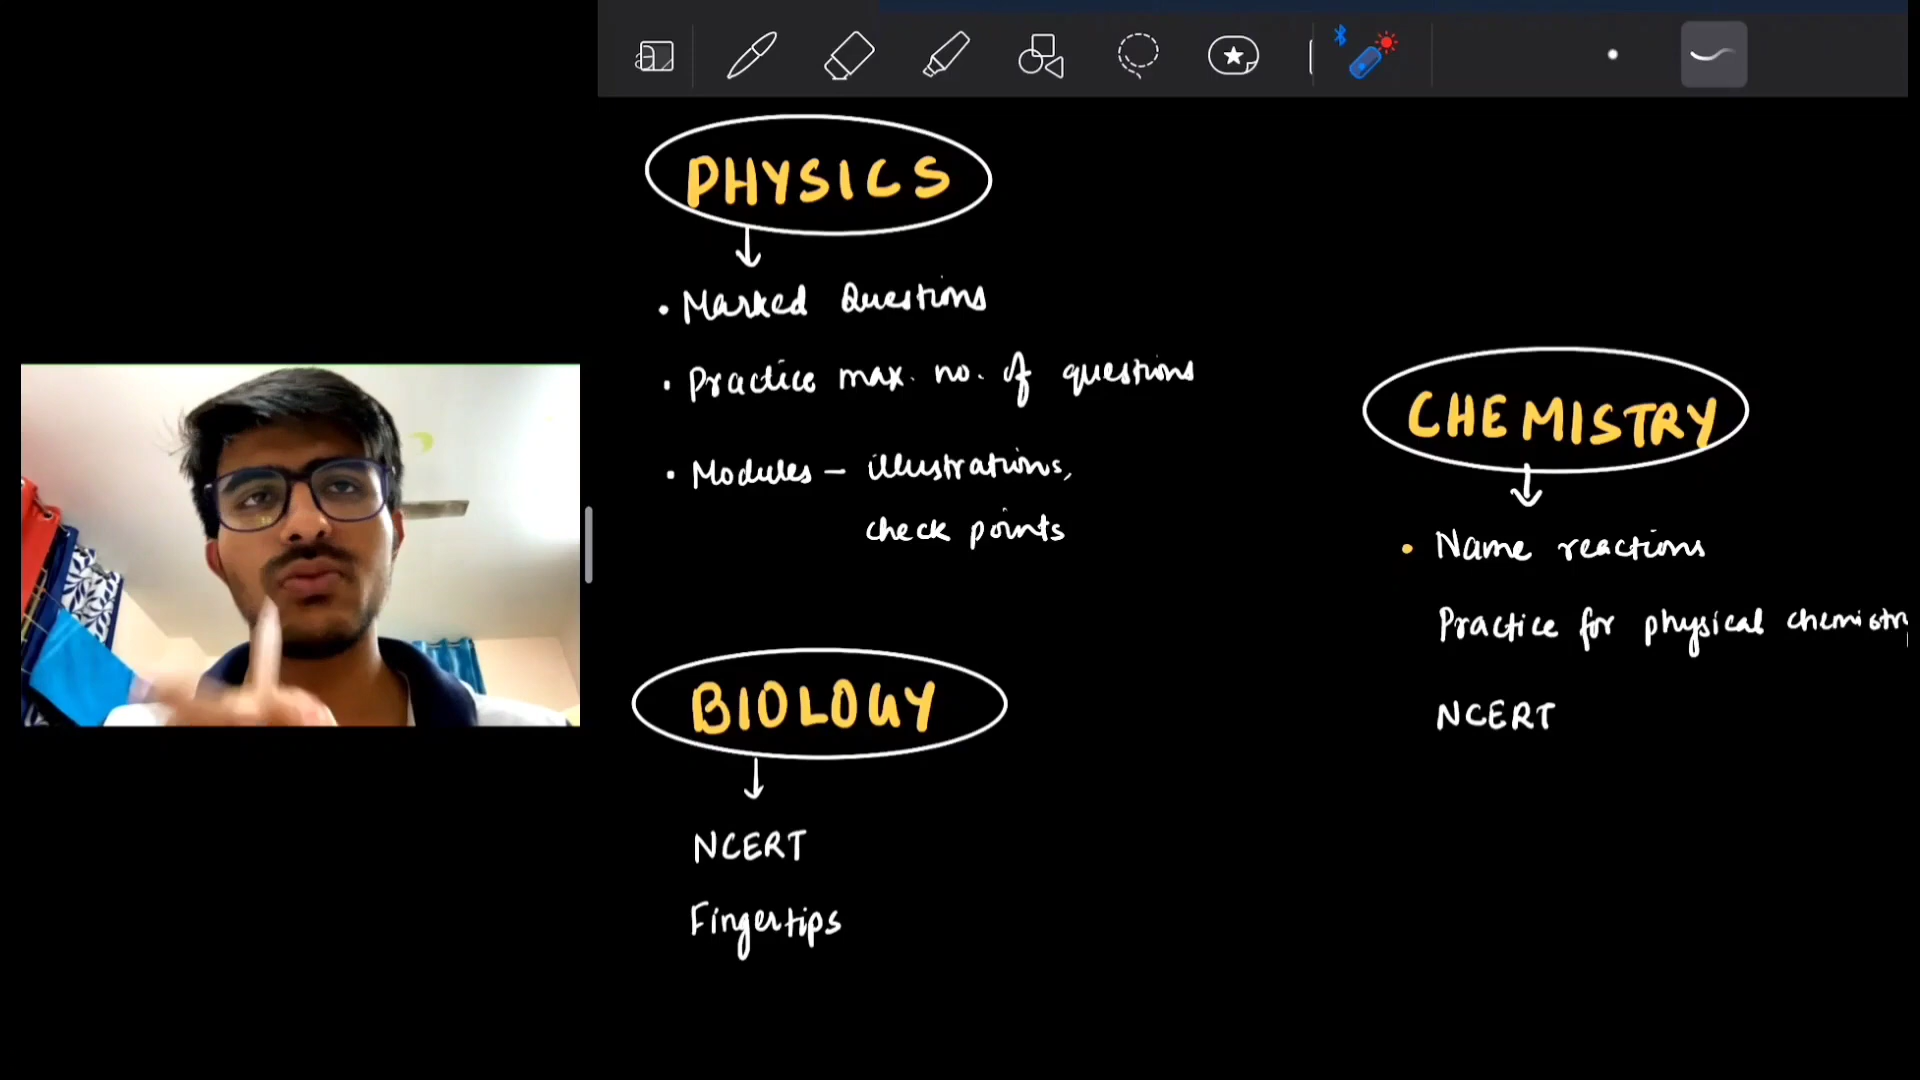 PHYSICS
• Marked Questions
• Practice max. no. of questions
• Modules – illustrations,
check points
BIOLOGY
NCERT
Fingertips
CHEMISTRY
• Name reactions
Practice for physical chemistry
NCERT